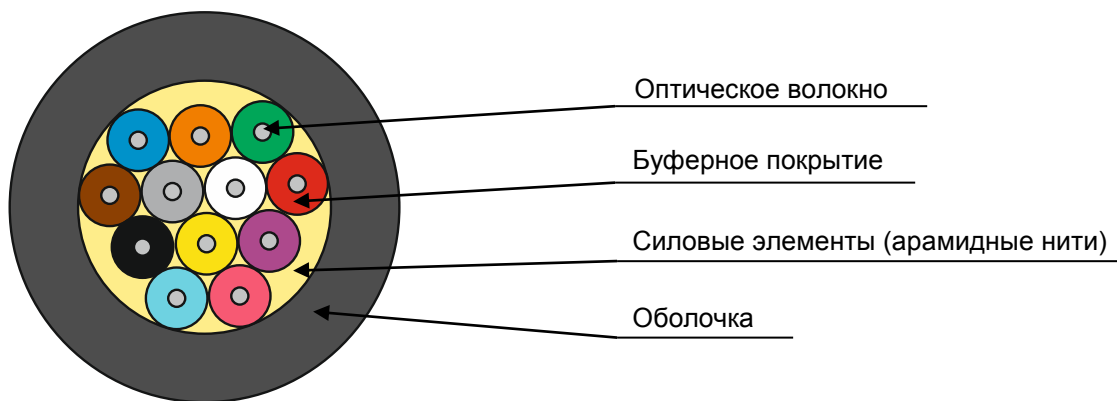 Оптическое волокно
Буферное покрытие
Силовые элементы (арамидные нити)
Оболочка